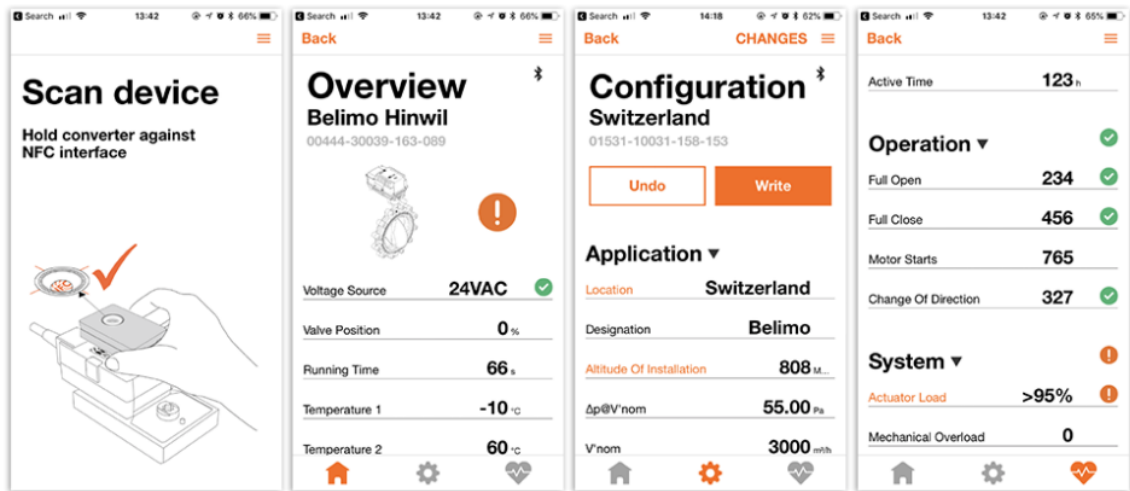 Search 13:42 66%
Scan device
Hold converter against
NFC interface
Search 13:42 66%
Back
Overview
Belimo Hinwil
00444-30039-163-089
!
Voltage Source 24VAC
Valve Position 0 %
Running Time 66 s
Temperature 1 -10 °C
Temperature 2 60 °C
Search 14:18 62%
Back CHANGES
Configuration
Switzerland
01531-10031-158-153
Undo Write
Application ▼
Location Switzerland
Designation Belimo
Altitude Of Installation 808 M...
Δp@V'nom 55.00 Pa
V'nom 3000 m³/h
Search 13:42 65%
Back
Active Time 123 h
Operation ▼
Full Open 234
Full Close 456
Motor Starts 765
Change Of Direction 327
System ▼ !
Actuator Load >95% !
Mechanical Overload 0